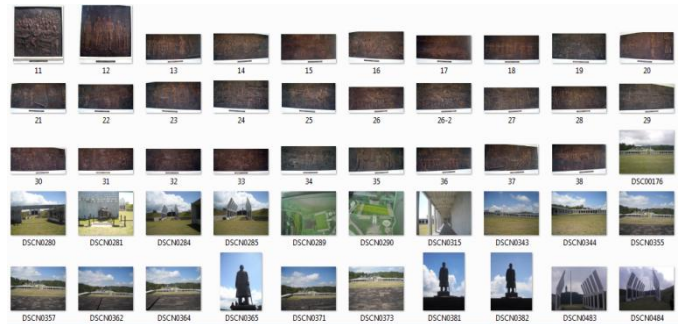 11 12 13 14 15 16 17 18 19 20
21 22 23 24 25 26 26-2 27 28 29
30 31 32 33 34 35 36 37 38 DSC00176
DSCN0280 DSCN0281 DSCN0284 DSCN0285 DSCN0289 DSCN0290 DSCN0315 DSCN0343 DSCN0344 DSCN0355
DSCN0357 DSCN0362 DSCN0364 DSCN0365 DSCN0371 DSCN0373 DSCN0381 DSCN0382 DSCN0483 DSCN0484